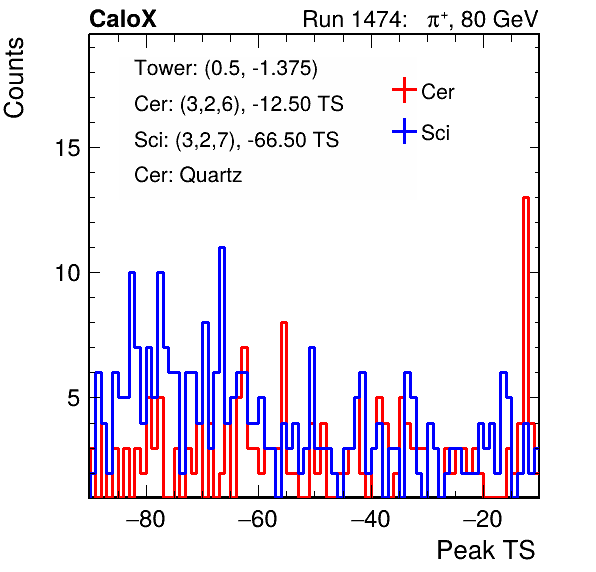 CaloX Run 1474: π⁺, 80 GeV
Counts
Tower: (0.5, -1.375)
Cer: (3,2,6), -12.50 TS
Sci: (3,2,7), -66.50 TS
Cer: Quartz
Cer
Sci
15
10
5
−80 −60 −40 −20
Peak TS